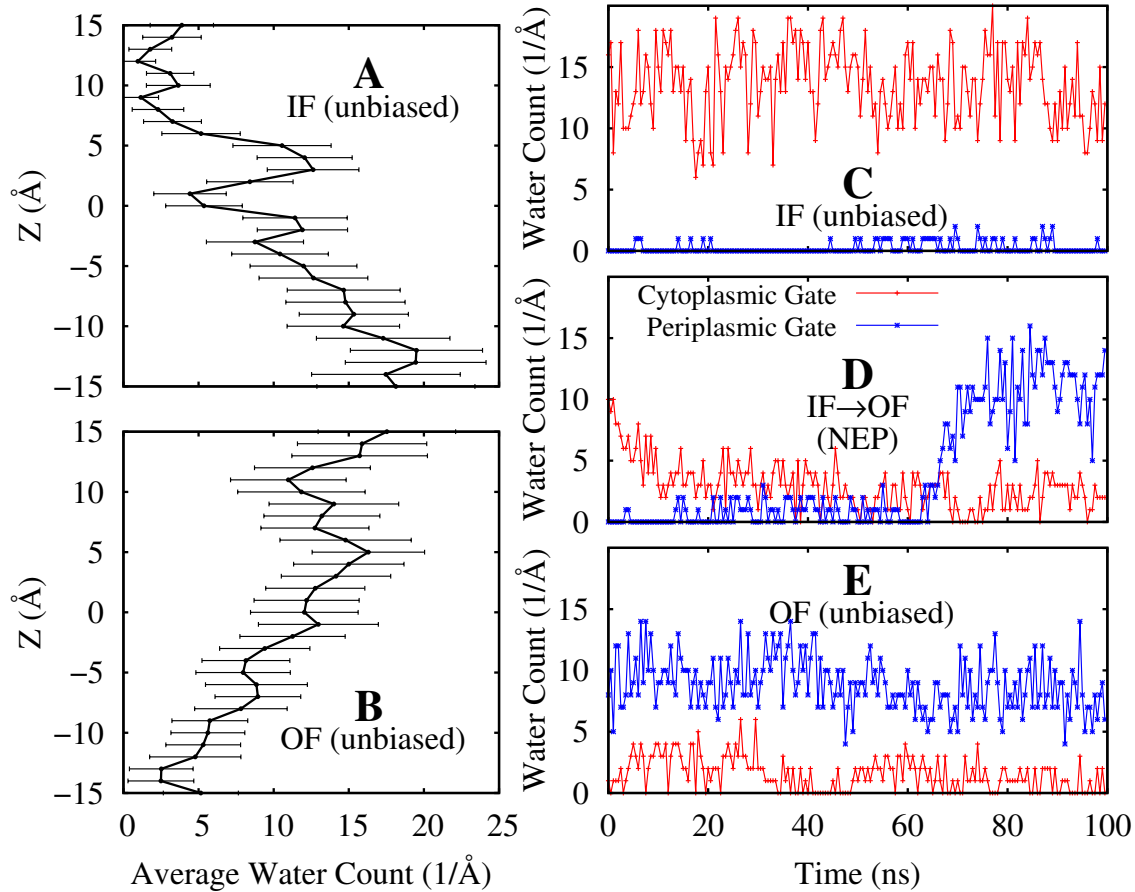 15
10
5
0
−5
−10
−15
Z (Å)
A
IF (unbiased)
15
10
5
0
−5
−10
−15
Z (Å)
B
OF (unbiased)
0 5 10 15 20 25
Average Water Count (1/Å)
15
10
5
0
Water Count (1/Å)
C
IF (unbiased)
15
10
5
0
Water Count (1/Å)
Cytoplasmic Gate
Periplasmic Gate
D
IF→OF
(NEP)
15
10
5
0
Water Count (1/Å)
E
OF (unbiased)
0 20 40 60 80 100
Time (ns)